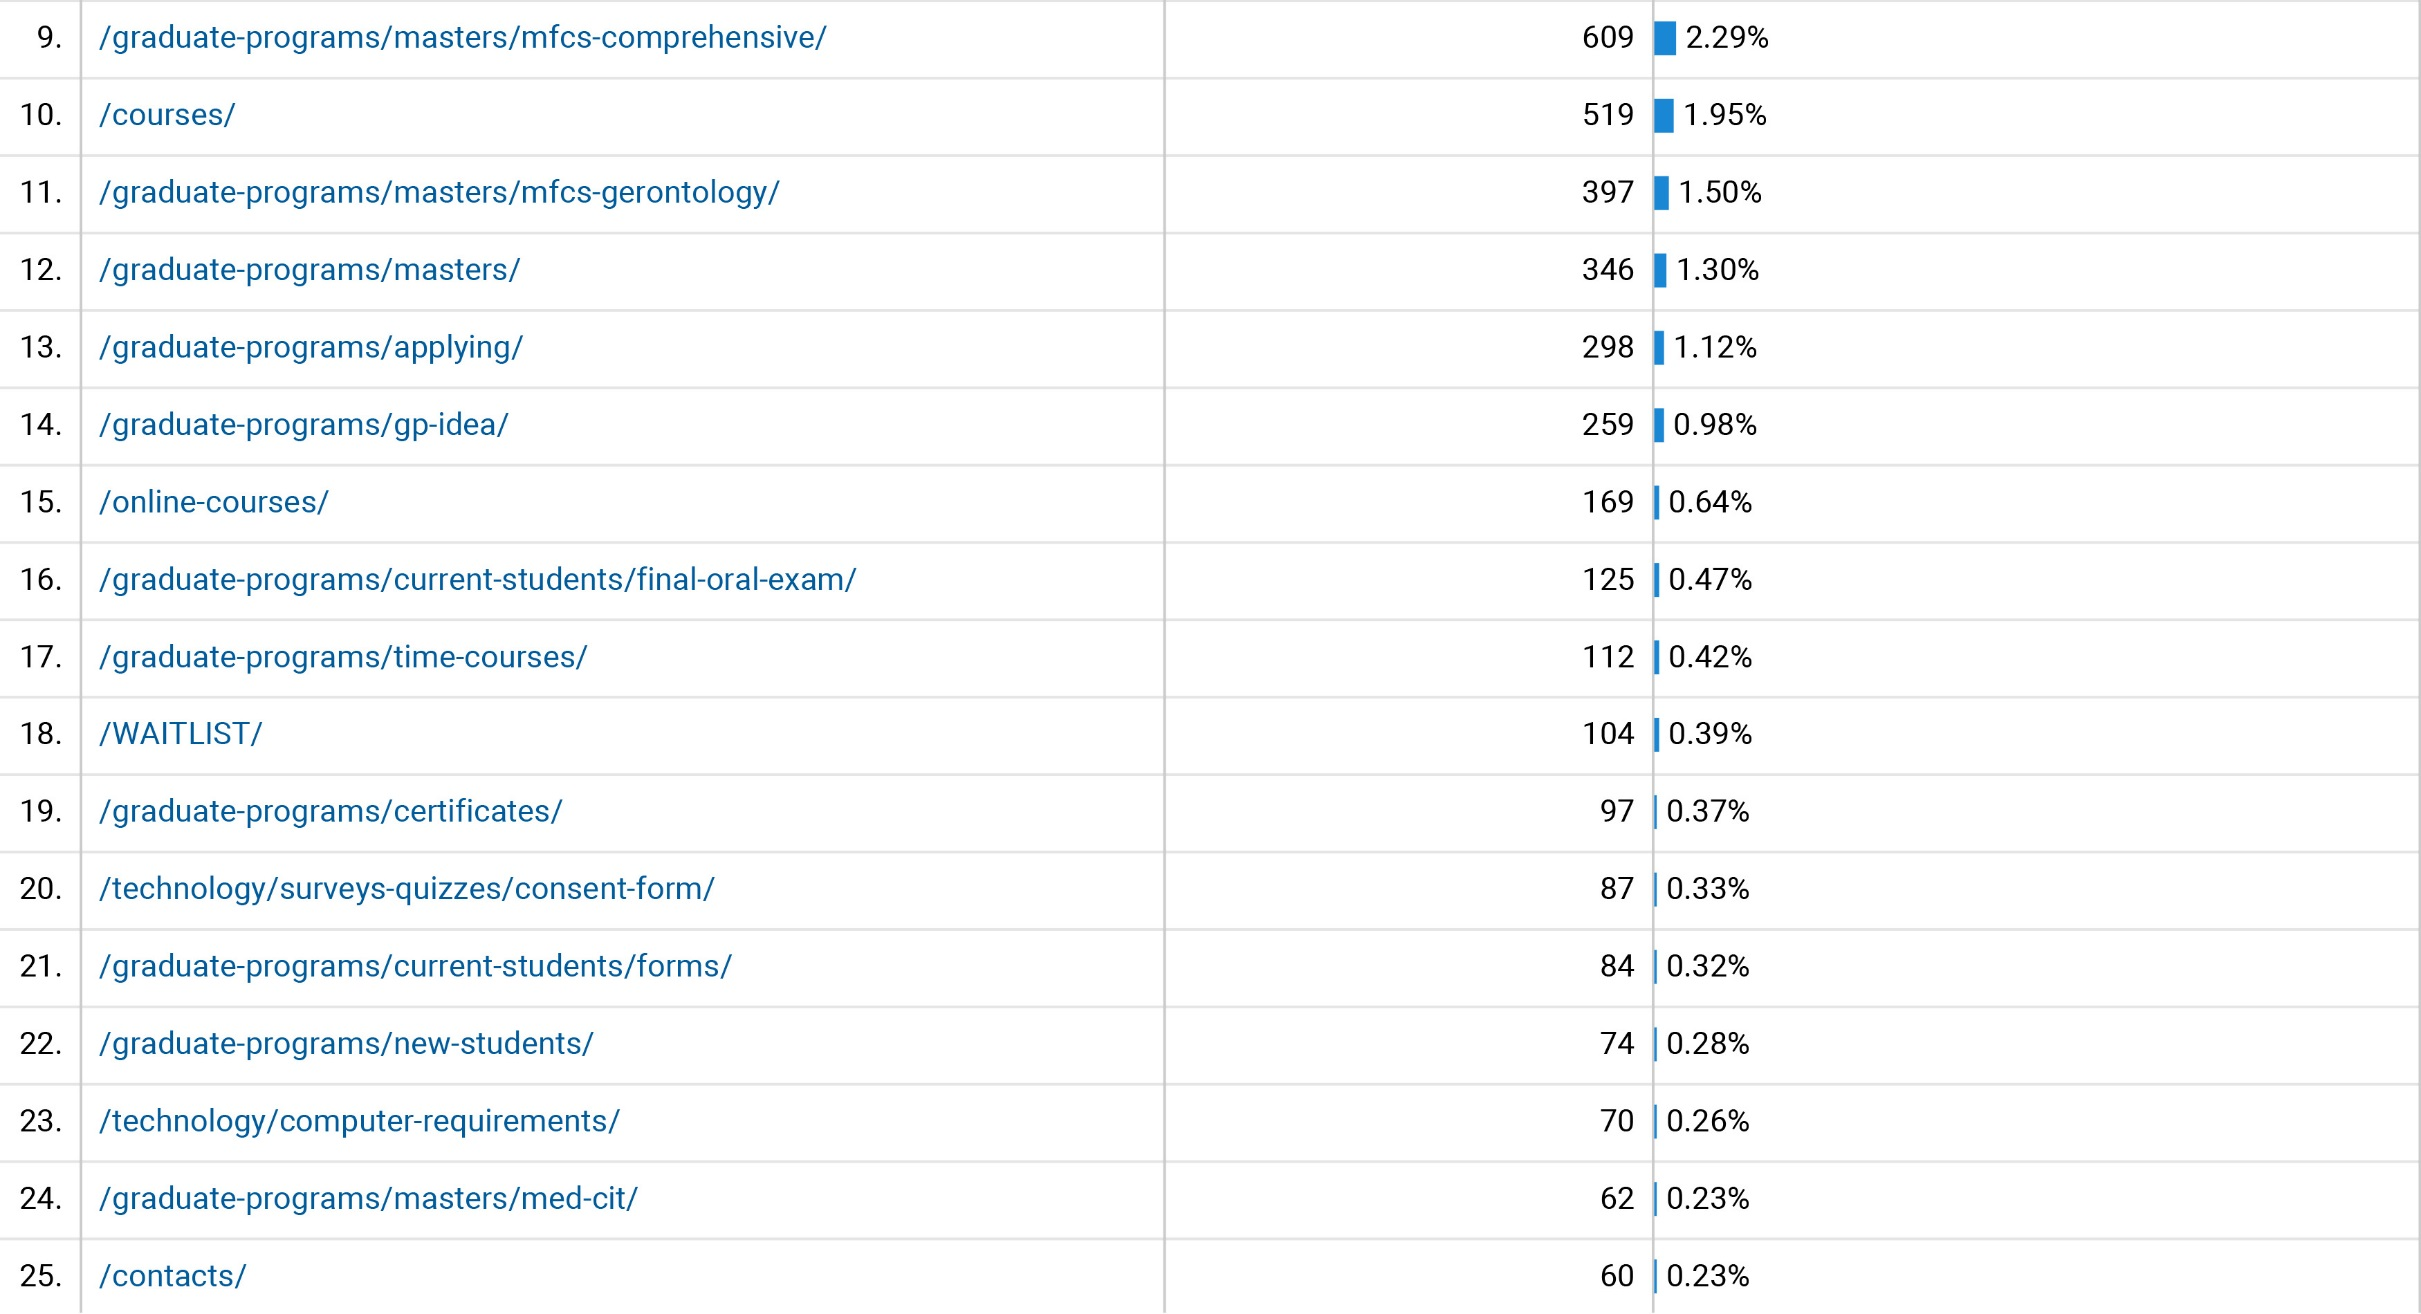 9. /graduate-programs/masters/mfcs-comprehensive/ 609 2.29%
10. /courses/ 519 1.95%
11. /graduate-programs/masters/mfcs-gerontology/ 397 1.50%
12. /graduate-programs/masters/ 346 1.30%
13. /graduate-programs/applying/ 298 1.12%
14. /graduate-programs/gp-idea/ 259 0.98%
15. /online-courses/ 169 0.64%
16. /graduate-programs/current-students/final-oral-exam/ 125 0.47%
17. /graduate-programs/time-courses/ 112 0.42%
18. /WAITLIST/ 104 0.39%
19. /graduate-programs/certificates/ 97 0.37%
20. /technology/surveys-quizzes/consent-form/ 87 0.33%
21. /graduate-programs/current-students/forms/ 84 0.32%
22. /graduate-programs/new-students/ 74 0.28%
23. /technology/computer-requirements/ 70 0.26%
24. /graduate-programs/masters/med-cit/ 62 0.23%
25. /contacts/ 60 0.23%